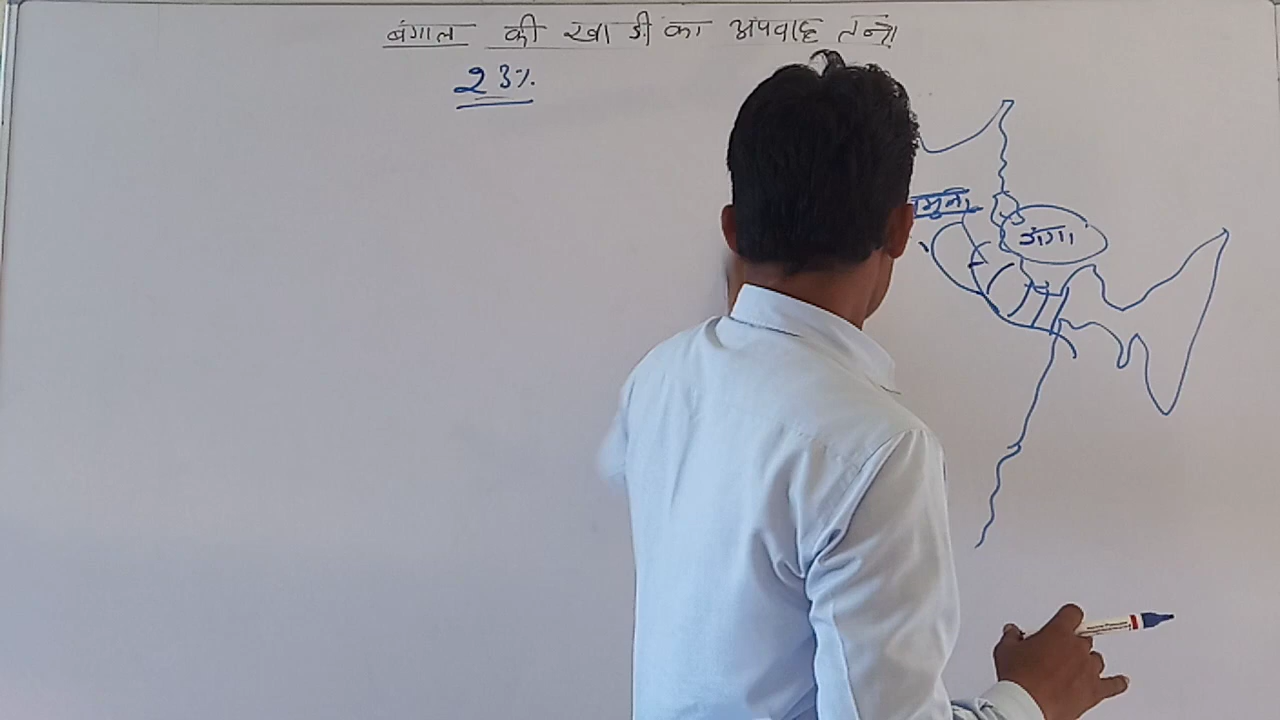 बंगाल की खाडी का अपवाह तन्त्र
23%
गंगा